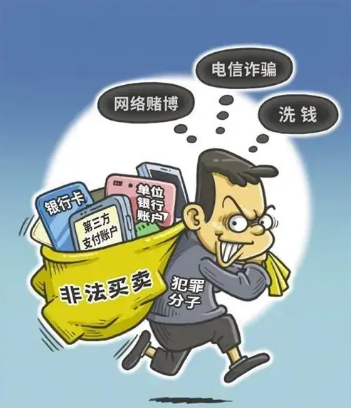 电信诈骗
网络赌博
洗钱
银行卡
第三方
支付账户
单位
银行
账户
非法买卖
犯罪
分子